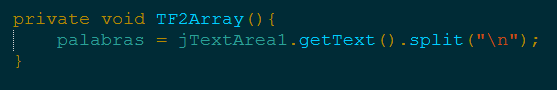 private void TF2Array(){
palabras = jTextArea1.getText().split("\n");
}